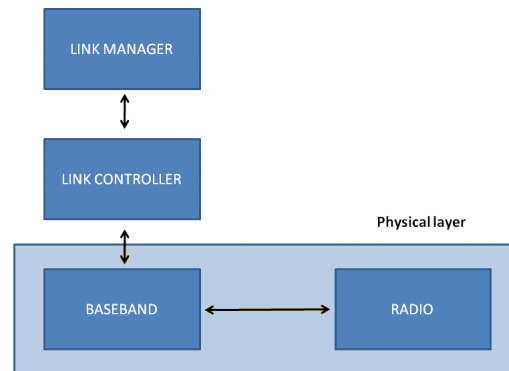 LINK MANAGER
LINK CONTROLLER
Physical layer
BASEBAND
RADIO